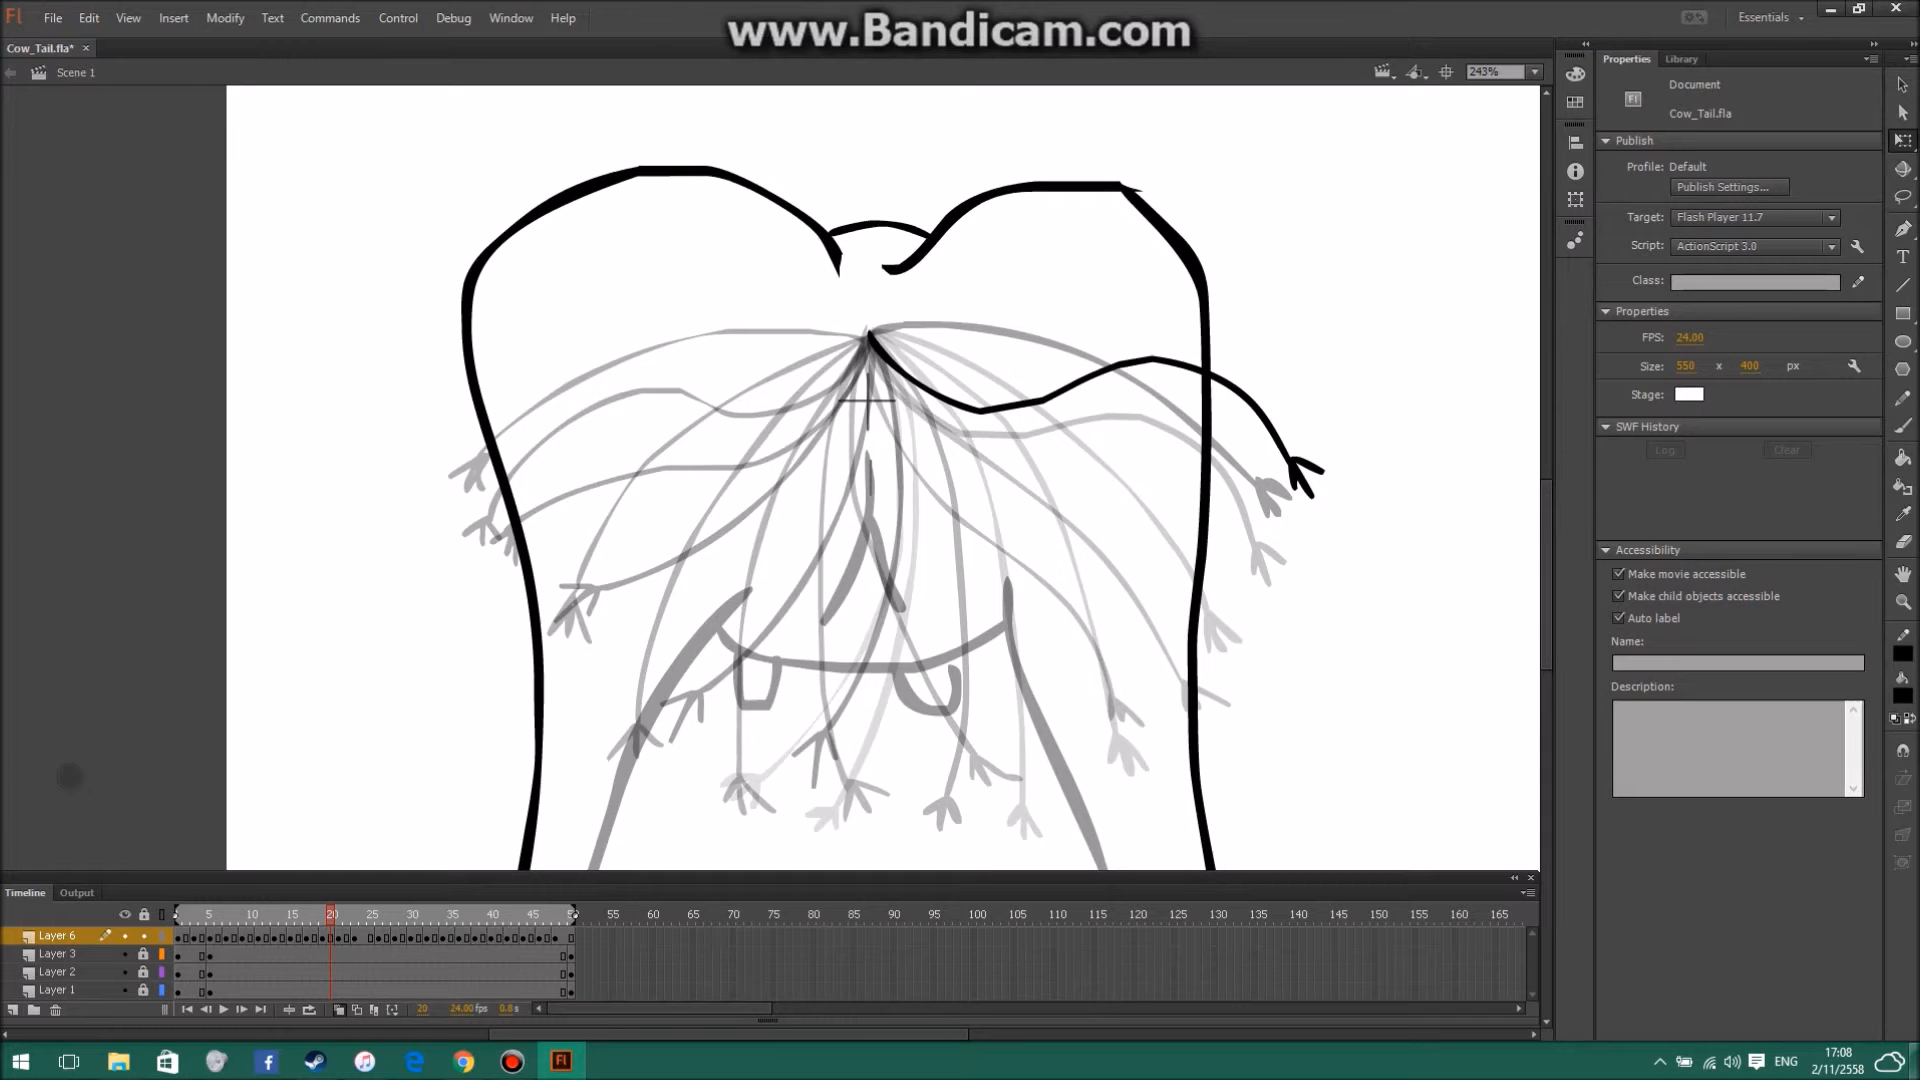 Fl File Edit View Insert Modify Text Commands Control Debug Window Help
www.Bandicam.com
Essentials
Cow_Tail.fla*
Scene 1
243%
Properties Library
Document
Fl
Cow_Tail.fla
Publish
Profile: Default
Publish Settings...
Target: Flash Player 11.7
Script: ActionScript 3.0
Class:
Properties
FPS: 24.00
Size: 550 x 400 px
Stage:
SWF History
Log Clear
Accessibility
Make movie accessible
Make child objects accessible
Auto label
Name:
Description:
Timeline Output
5 10 15 20 25 30 35 40 45 5 55 60 65 70 75 80 85 90 95 100 105 110 115 120 125 130 135 140 145 150 155 160 165
Layer 6
Layer 3
Layer 2
Layer 1
20 24.00 fps 0.8 s
Fl
ENG
17:08
2/11/2558